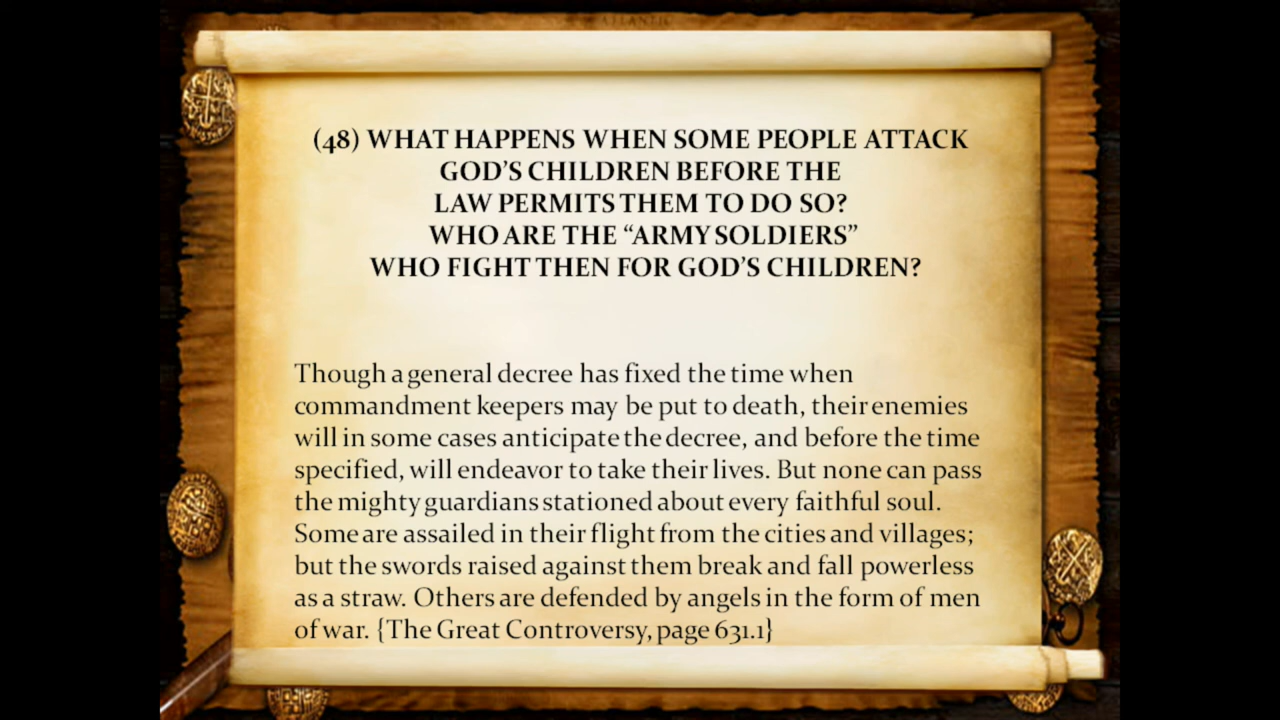 ATLANTIC
(48) WHAT HAPPENS WHEN SOME PEOPLE ATTACK
GOD'S CHILDREN BEFORE THE
LAW PERMITS THEM TO DO SO?
WHO ARE THE “ARMY SOLDIERS”
WHO FIGHT THEN FOR GOD'S CHILDREN?
Though a general decree has fixed the time when
commandment keepers may be put to death, their enemies
will in some cases anticipate the decree, and before the time
specified, will endeavor to take their lives. But none can pass
the mighty guardians stationed about every faithful soul.
Some are assailed in their flight from the cities and villages;
but the swords raised against them break and fall powerless
as a straw. Others are defended by angels in the form of men
of war. {The Great Controversy, page 631.1}